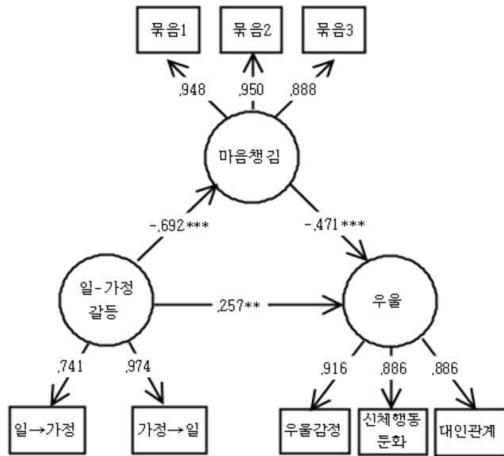 묶음1
묶음2
묶음3
.948
.950
.888
마음챙김
-.692***
-.471***
일-가정
갈등
.257**
우울
.741
.974
.916
.886
.886
일→가정
가정→일
우울감정
신체행동
둔화
대인관계